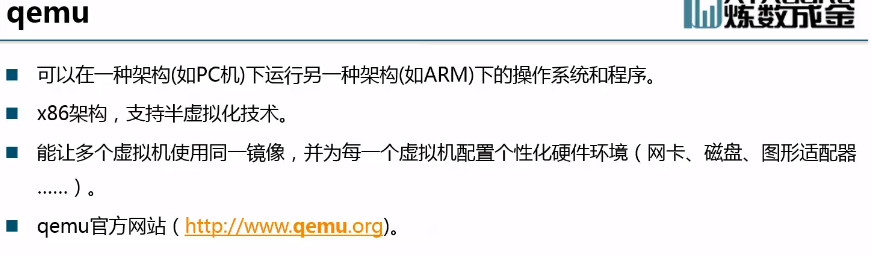 qemu
炼数成金
可以在一种架构(如PC机)下运行另一种架构(如ARM)下的操作系统和程序。
x86架构，支持半虚拟化技术。
能让多个虚拟机使用同一镜像，并为每一个虚拟机配置个性化硬件环境（网卡、磁盘、图形适配器
……）。
qemu官方网站（http://www.qemu.org)。